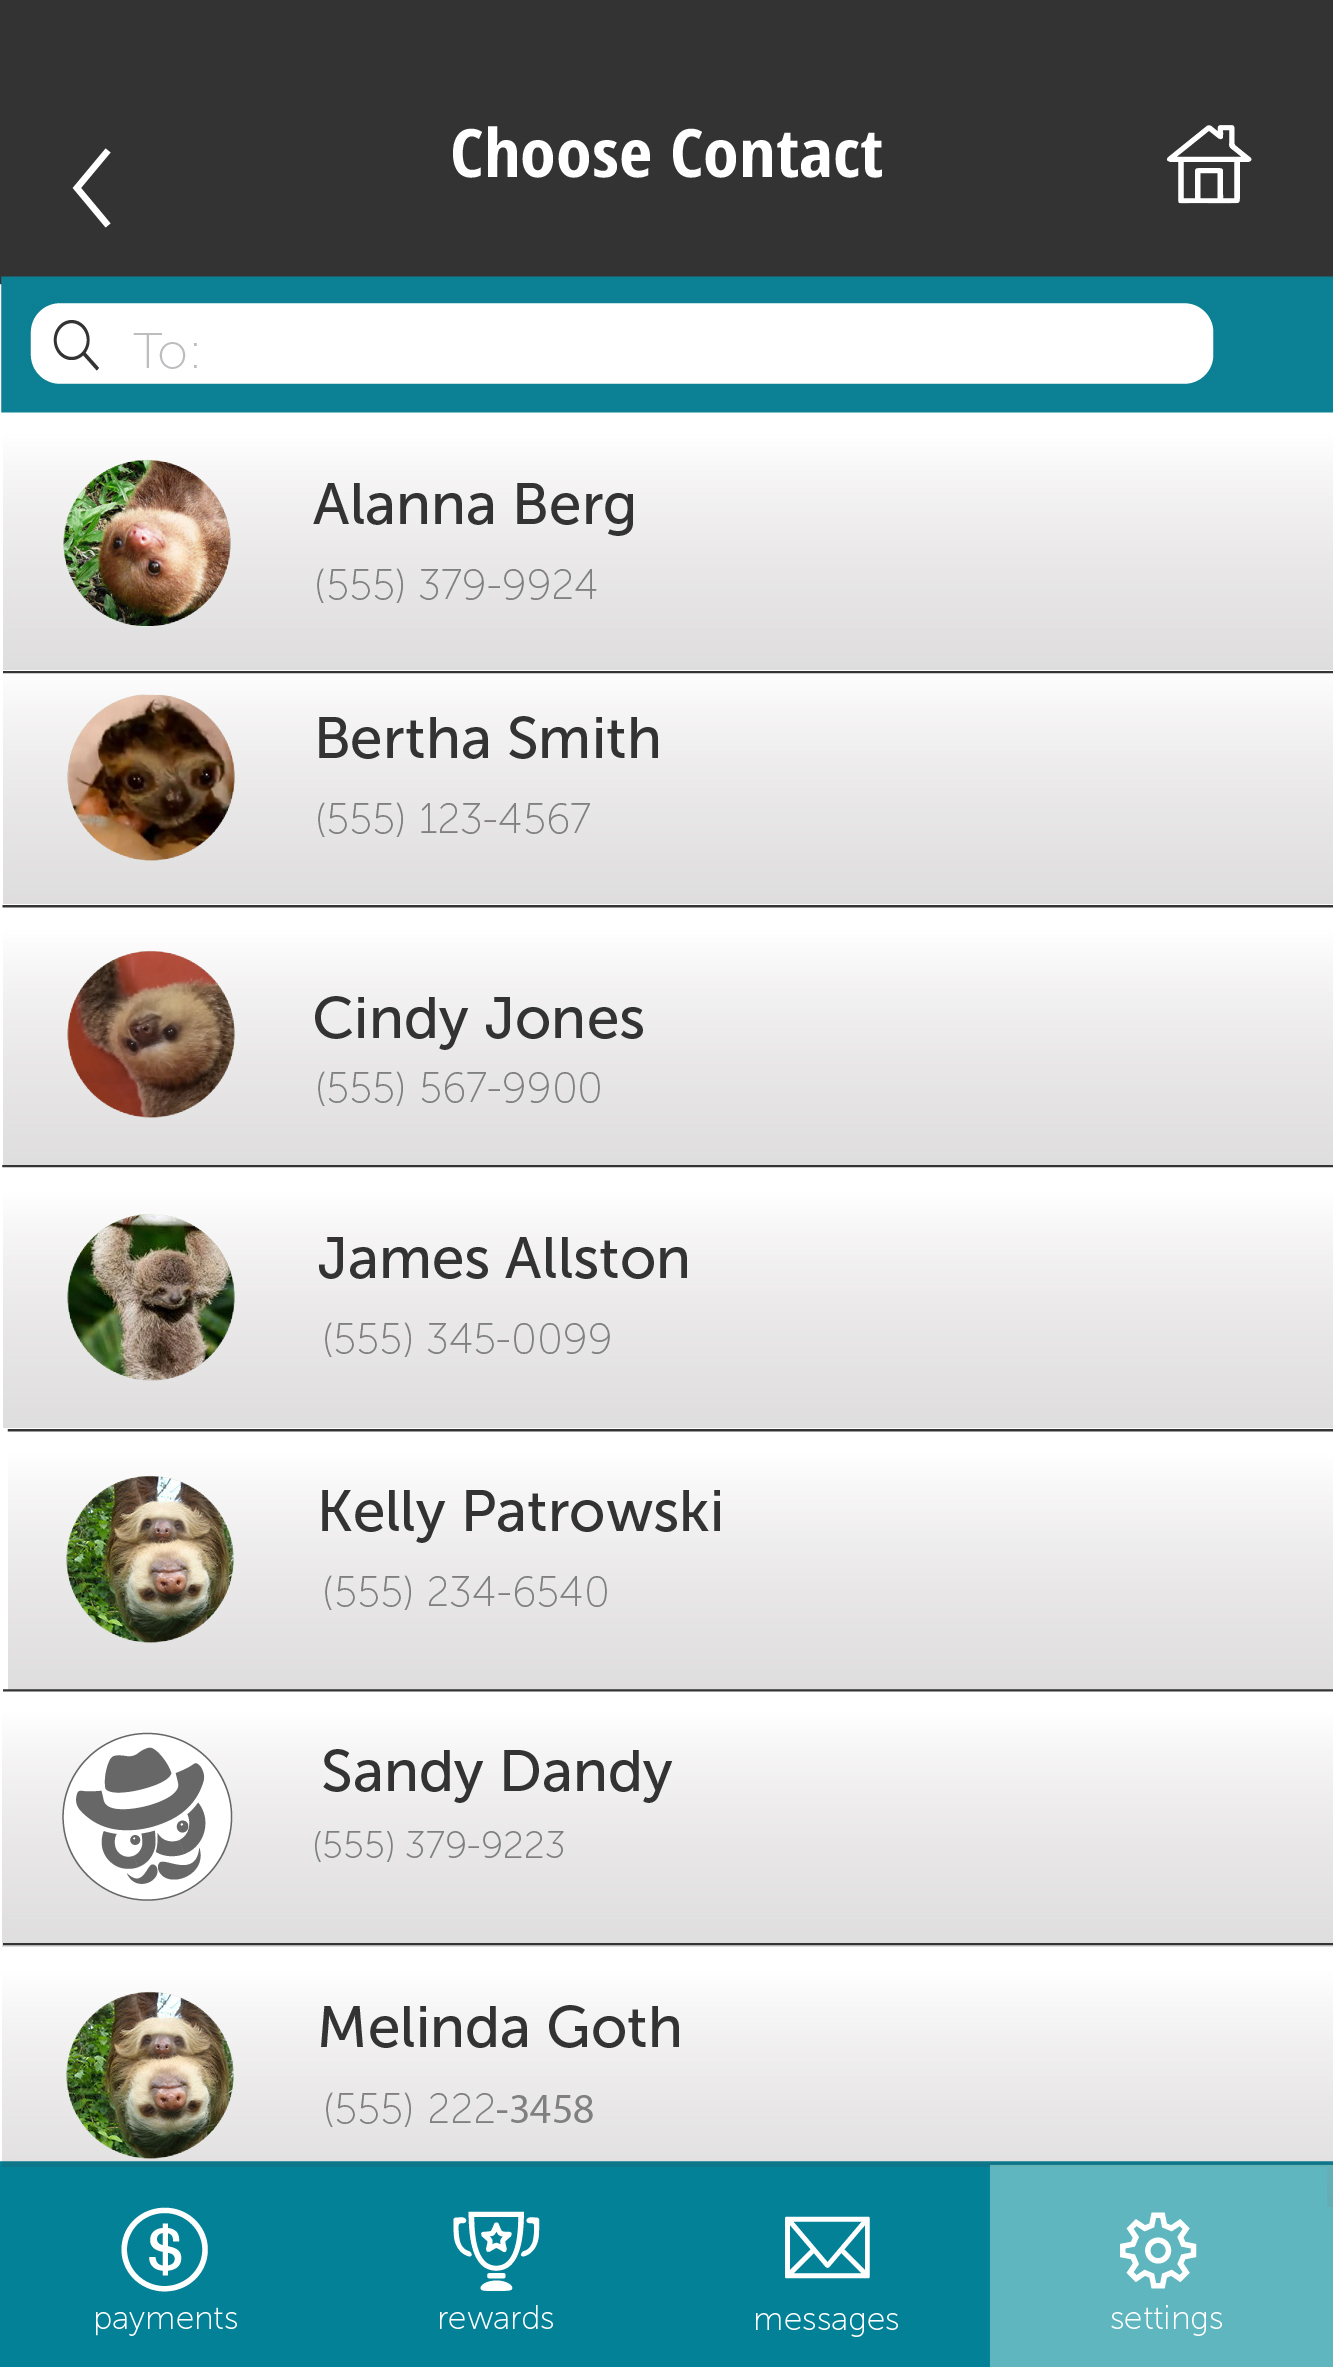 Choose Contact
To:
Alanna Berg
(555) 379-9924
Bertha Smith
(555) 123-4567
Cindy Jones
(555) 567-9900
James Allston
(555) 345-0099
Kelly Patrowski
(555) 234-6540
Sandy Dandy
(555) 379-9223
Melinda Goth
(555) 222-3458
$
payments
rewards
messages
settings